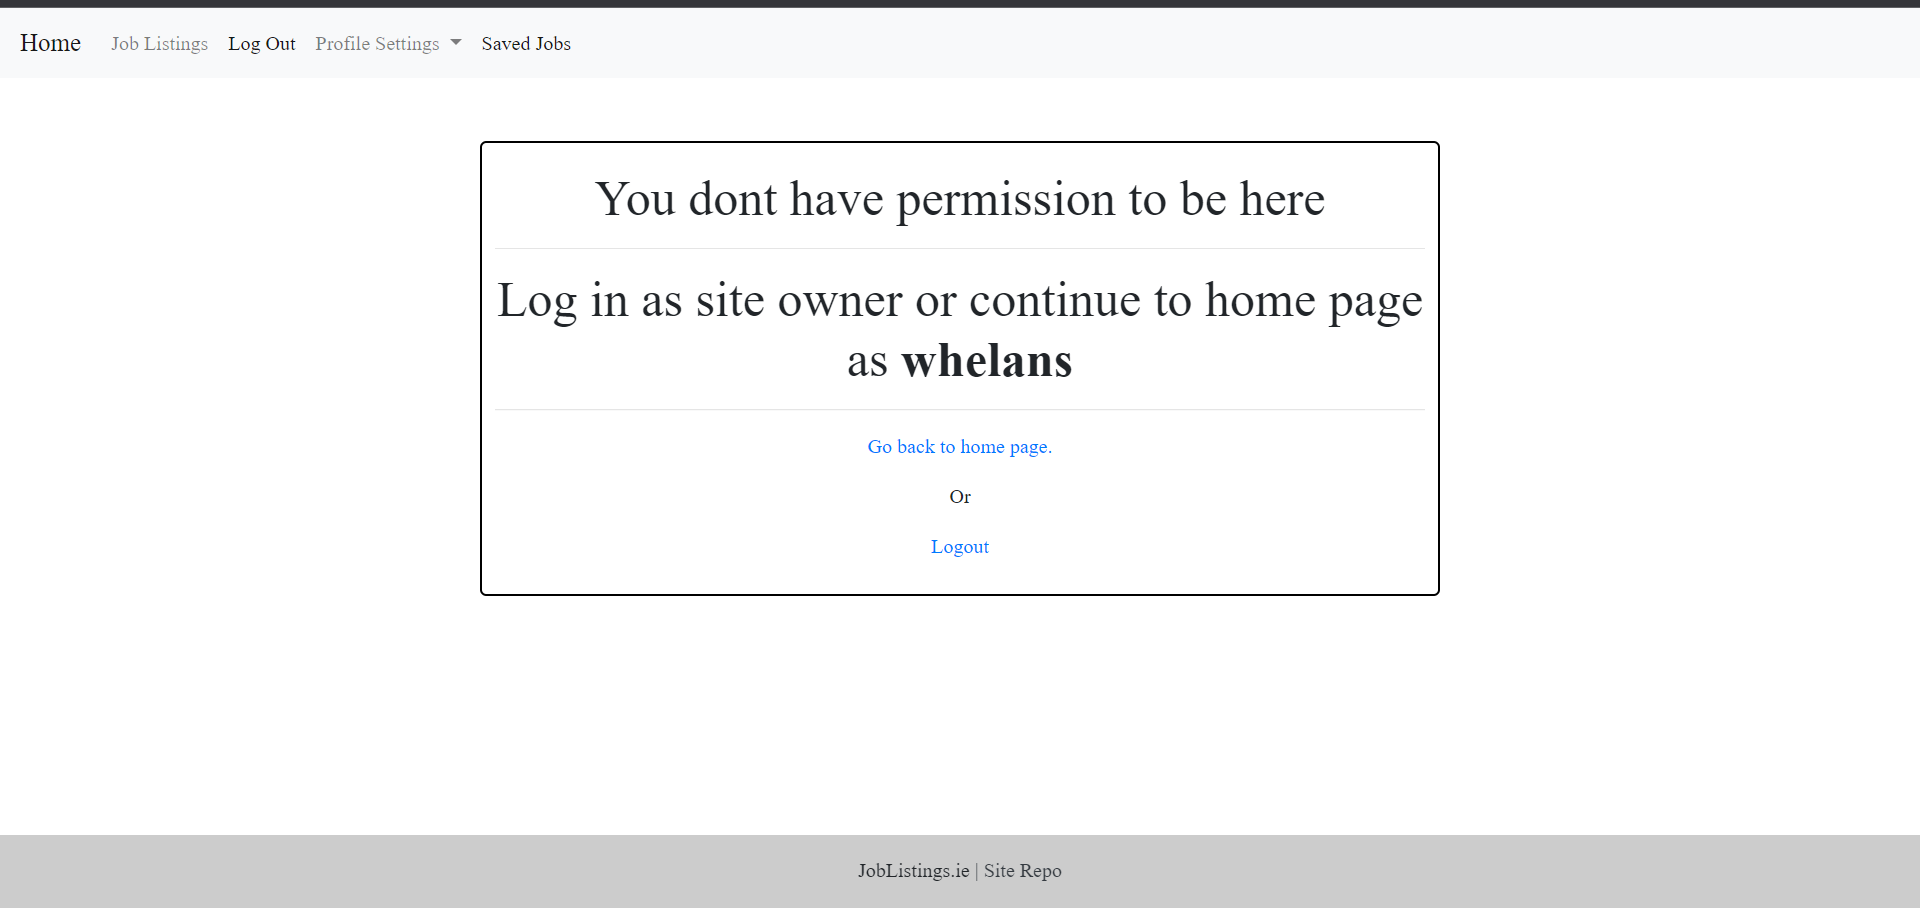 Home Job Listings Log Out Profile Settings Saved Jobs
You dont have permission to be here
Log in as site owner or continue to home page
as whelans
Go back to home page.
Or
Logout
JobListings.ie | Site Repo